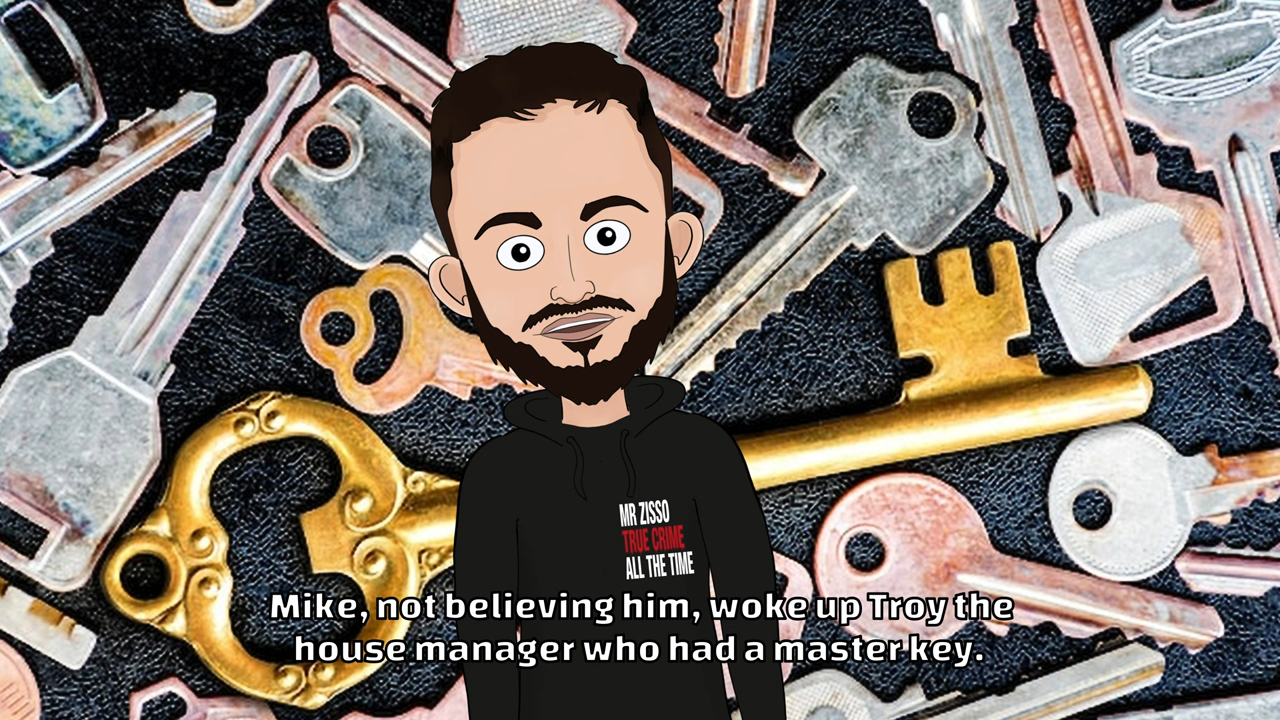 MR ZISSO
TRUE CRIME
ALL THE TIME
Mike, not believing him, woke up Troy the
house manager who had a master key.